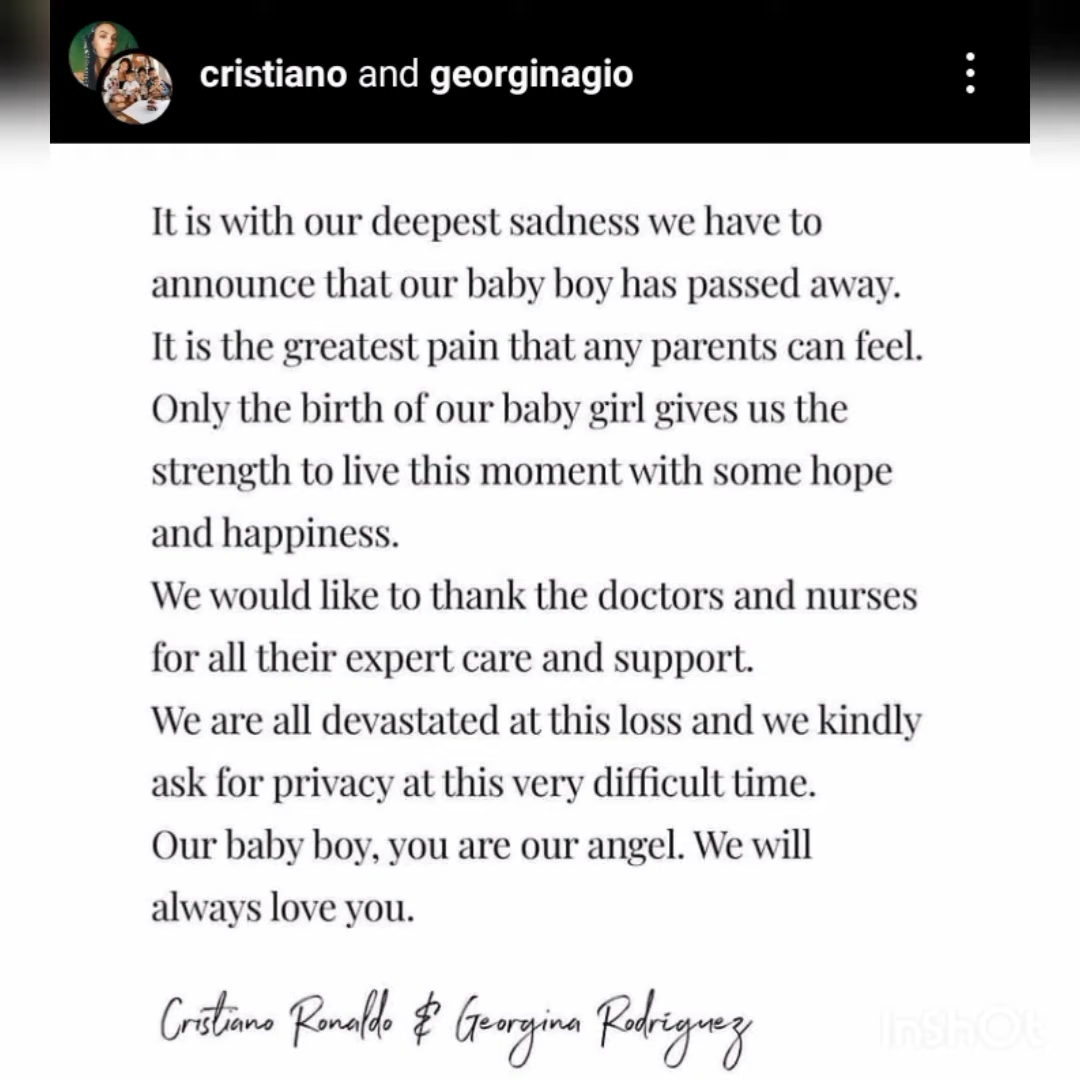 cristiano and georginagio
It is with our deepest sadness we have to
announce that our baby boy has passed away.
It is the greatest pain that any parents can feel.
Only the birth of our baby girl gives us the
strength to live this moment with some hope
and happiness.
We would like to thank the doctors and nurses
for all their expert care and support.
We are all devastated at this loss and we kindly
ask for privacy at this very difficult time.
Our baby boy, you are our angel. We will
always love you.
Cristiano Ronaldo & Georgina Rodriguez
InShOt